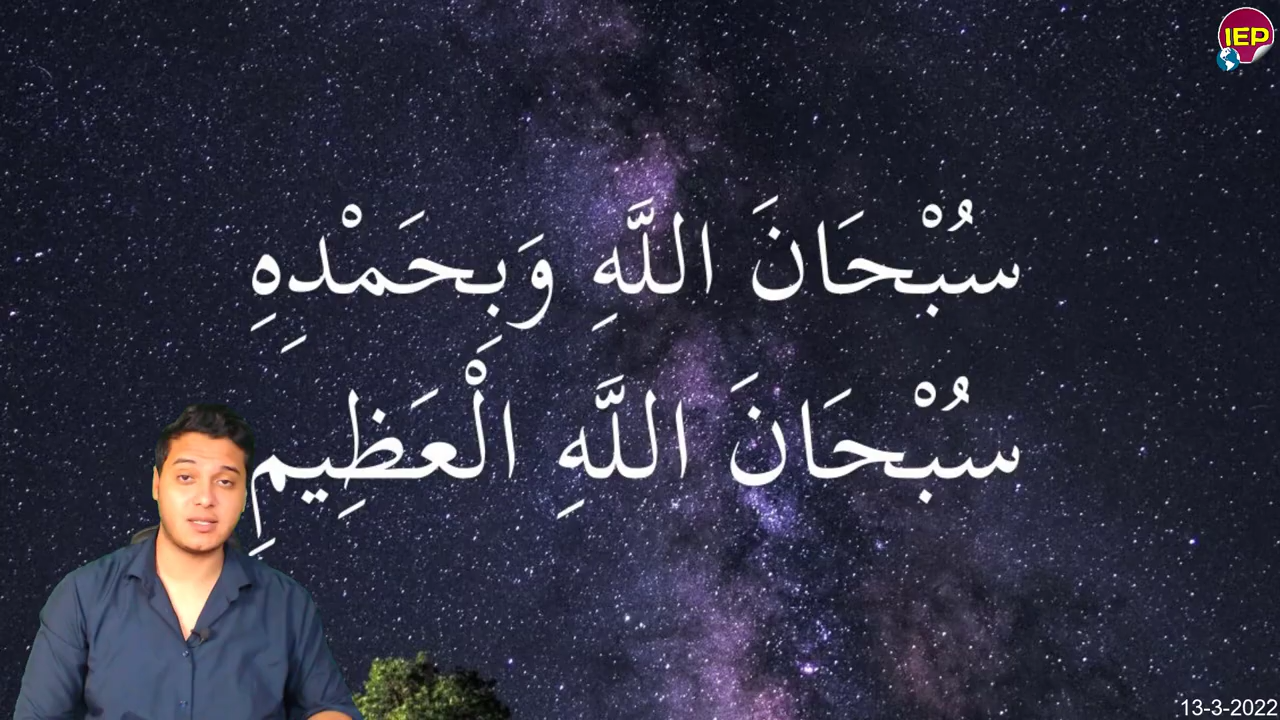 IEP
سُبْحَانَ اللَّهِ وَبِحَمْدِهِ
سُبْحَانَ اللَّهِ الْعَظِيمِ
13-3-2022